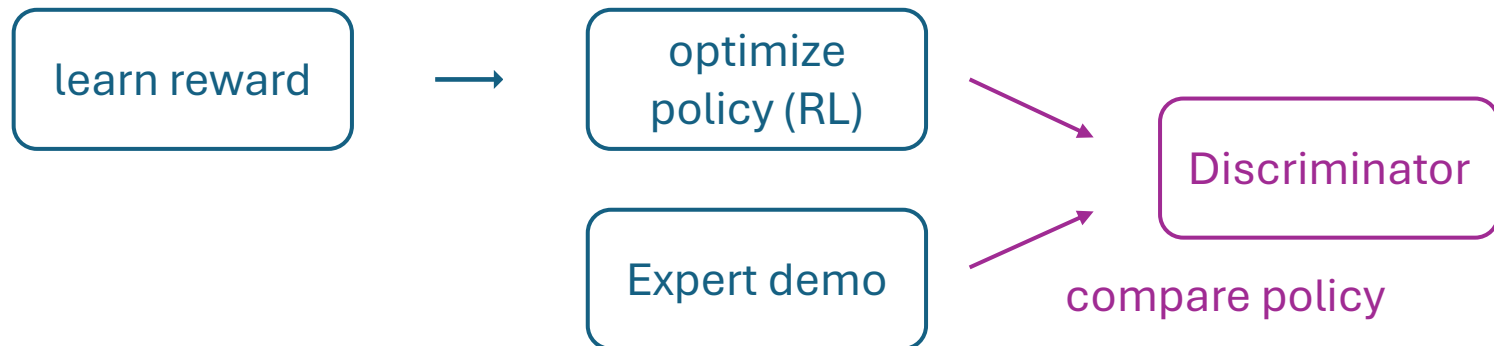 learn reward
optimize
policy (RL)
Discriminator
Expert demo
compare policy